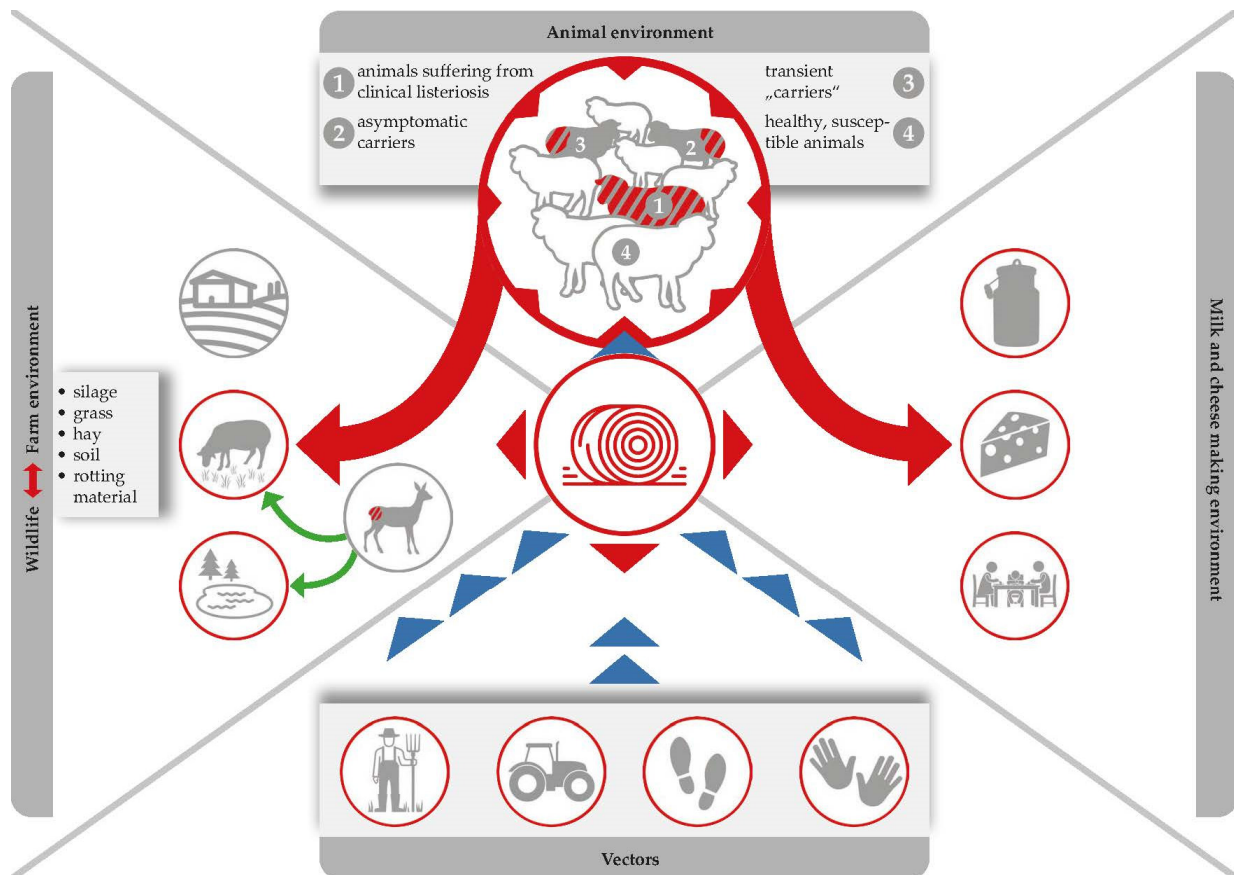 Animal environment
1 animals suffering from
clinical listeriosis
2 asymptomatic
carriers
transient
„carriers“ 3
healthy, suscep-
tible animals 4
3
2
1
4
Wildlife Farm environment
• silage
• grass
• hay
• soil
• rotting
material
Milk and cheese making environment
Vectors